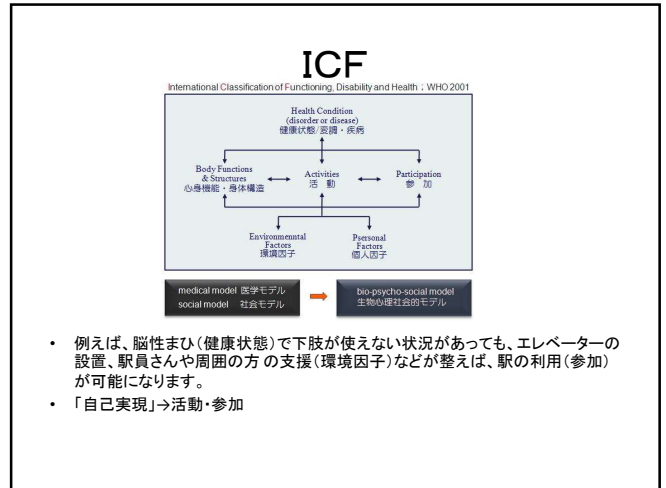 ICF
International Classification of Functioning, Disability and Health ; WHO 2001
Health Condition
(disorder or disease)
健康状態/変調・疾病
Body Functions
& Structures
心身機能・身体構造
Activities
活 動
Participation
参 加
Environmenntal
Factors
環境因子
Psersonal
Factors
個人因子
medical model 医学モデル
social model 社会モデル
bio-psycho-social model
生物心理社会的モデル
• 例えば、脳性まひ(健康状態)で下肢が使えない状況があっても、エレベーターの
設置、駅員さんや周囲の方の支援(環境因子)などが整えば、駅の利用(参加)
が可能になります。
• 「自己実現」→活動・参加